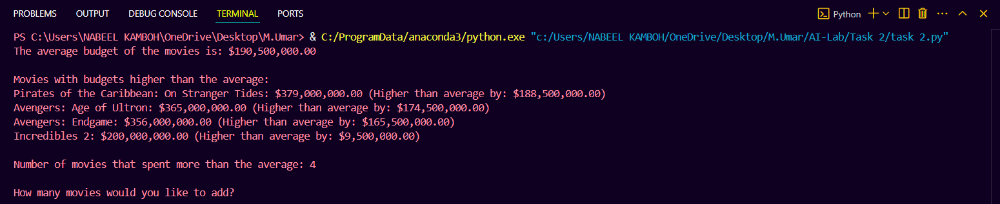 PROBLEMS OUTPUT DEBUG CONSOLE TERMINAL PORTS Python
PS C:\Users\NABEEL KAMBOH\OneDrive\Desktop\M.Umar> & C:/ProgramData/anaconda3/python.exe "c:/Users/NABEEL KAMBOH/OneDrive/Desktop/M.Umar/AI-Lab/Task 2/task 2.py"
The average budget of the movies is: $190,500,000.00
Movies with budgets higher than the average:
Pirates of the Caribbean: On Stranger Tides: $379,000,000.00 (Higher than average by: $188,500,000.00)
Avengers: Age of Ultron: $365,000,000.00 (Higher than average by: $174,500,000.00)
Avengers: Endgame: $356,000,000.00 (Higher than average by: $165,500,000.00)
Incredibles 2: $200,000,000.00 (Higher than average by: $9,500,000.00)
Number of movies that spent more than the average: 4
How many movies would you like to add?